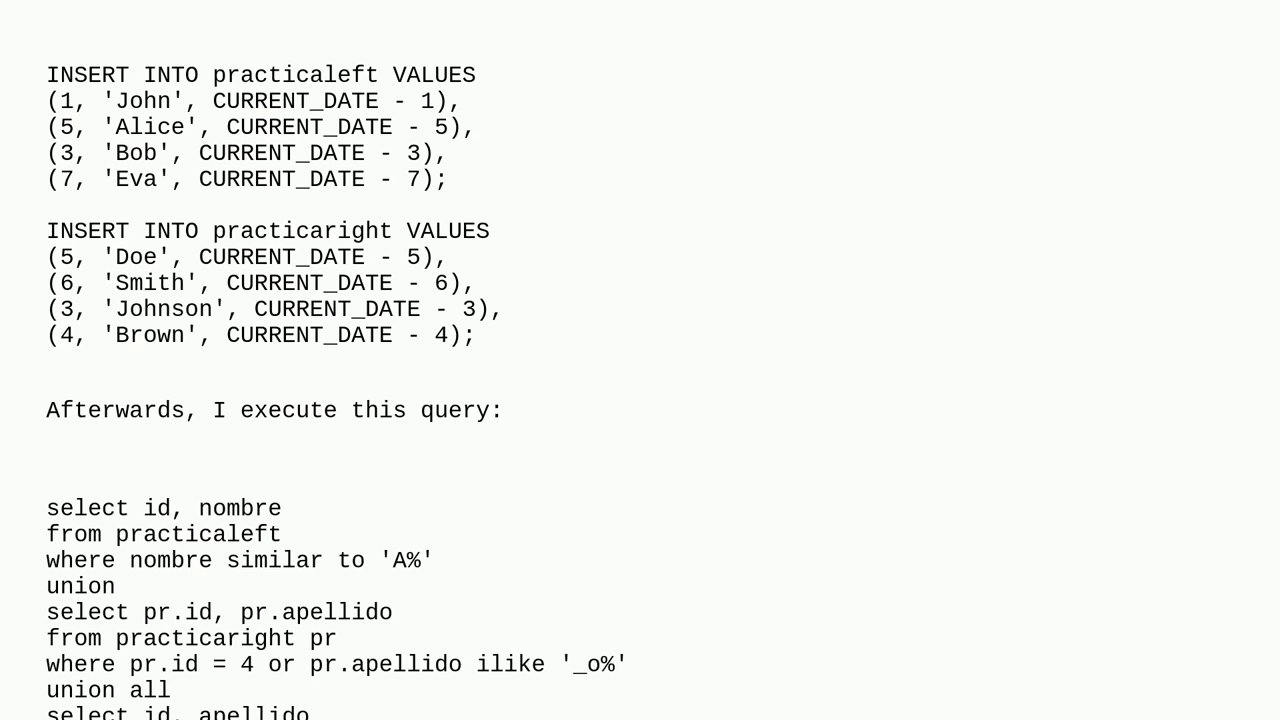 INSERT INTO practicaleft VALUES
(1, 'John', CURRENT_DATE - 1),
(5, 'Alice', CURRENT_DATE - 5),
(3, 'Bob', CURRENT_DATE - 3),
(7, 'Eva', CURRENT_DATE - 7);
INSERT INTO practicaright VALUES
(5, 'Doe', CURRENT_DATE - 5),
(6, 'Smith', CURRENT_DATE - 6),
(3, 'Johnson', CURRENT_DATE - 3),
(4, 'Brown', CURRENT_DATE - 4);
Afterwards, I execute this query:
select id, nombre
from practicaleft
where nombre similar to 'A%'
union
select pr.id, pr.apellido
from practicaright pr
where pr.id = 4 or pr.apellido ilike '_o%'
union all
select id, apellido